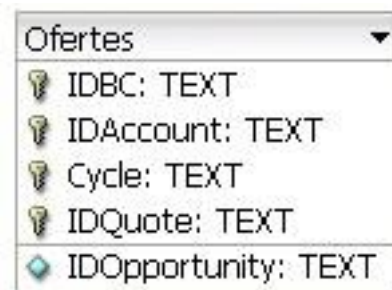 Ofertes
IDBC: TEXT
IDAccount: TEXT
Cycle: TEXT
IDQuote: TEXT
IDOpportunity: TEXT